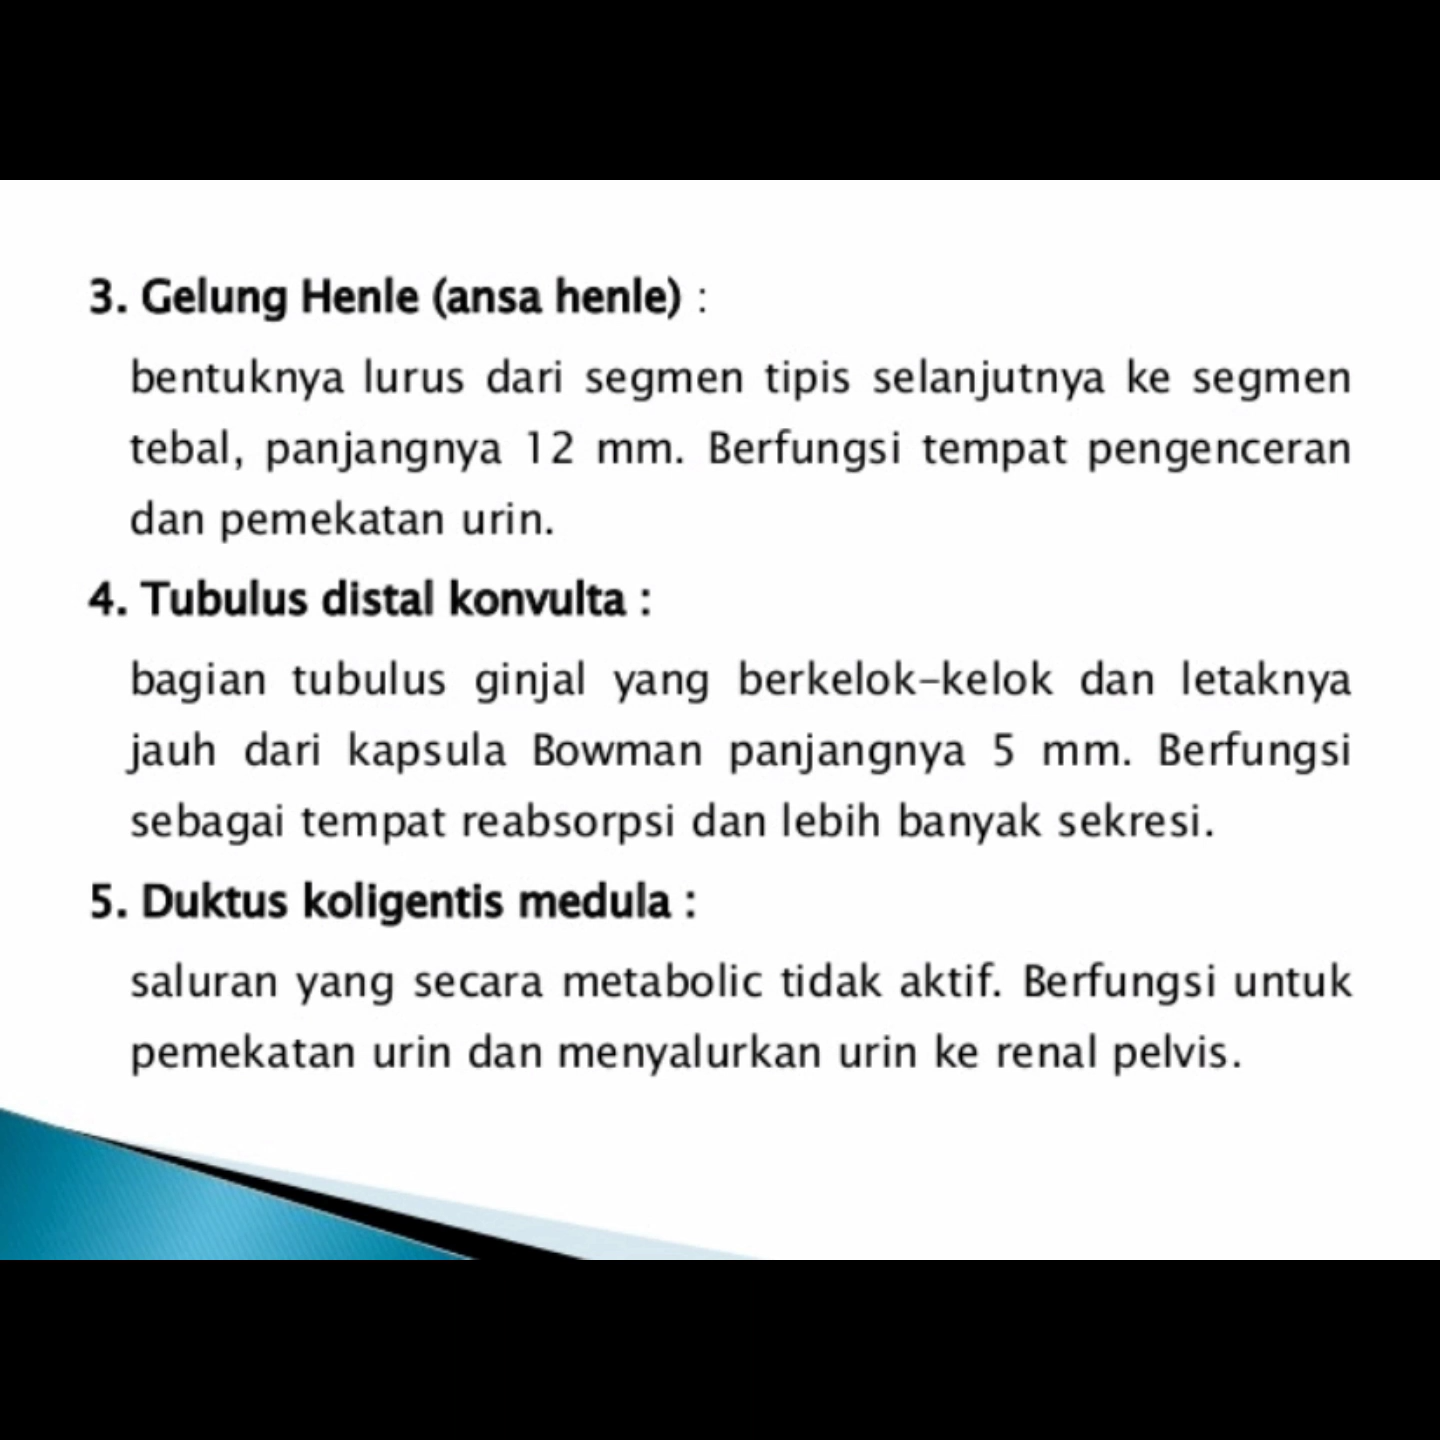 3. Gelung Henle (ansa henle) :
bentuknya lurus dari segmen tipis selanjutnya ke segmen
tebal, panjangnya 12 mm. Berfungsi tempat pengenceran
dan pemekatan urin.
4. Tubulus distal konvulta :
bagian tubulus ginjal yang berkelok-kelok dan letaknya
jauh dari kapsula Bowman panjangnya 5 mm. Berfungsi
sebagai tempat reabsorpsi dan lebih banyak sekresi.
5. Duktus koligentis medula :
saluran yang secara metabolic tidak aktif. Berfungsi untuk
pemekatan urin dan menyalurkan urin ke renal pelvis.